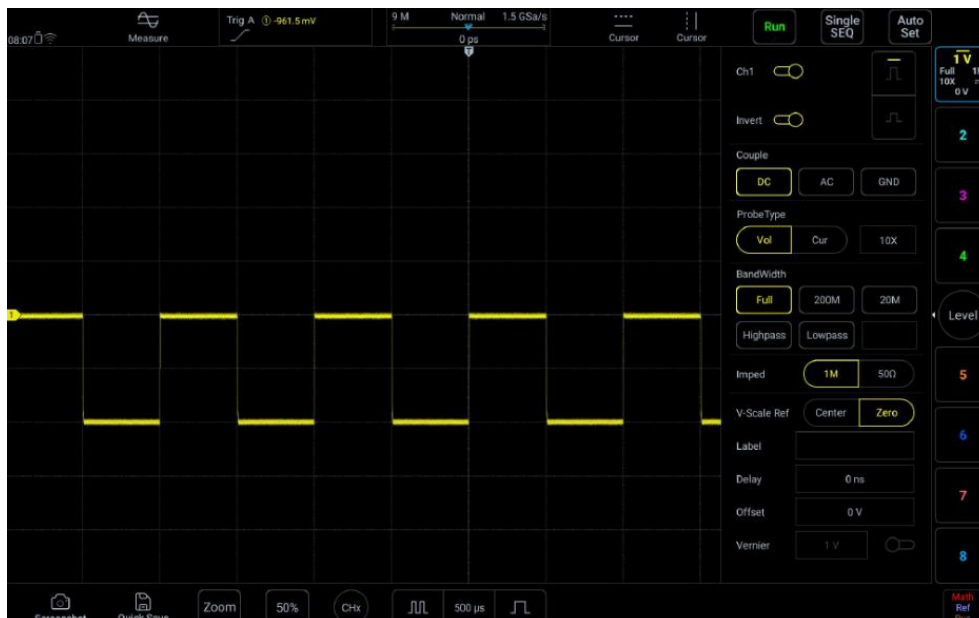 Trig A ① -961.5 mV
9 M Normal 1.5 GSa/s
Run
Single
SEQ
Auto
Set
08:07
Measure
0 ps
T
Cursor
Cursor
Ch1
1 V
Full
10X
0 V
Invert
2
Couple
DC AC GND
3
ProbeType
Vol Cur 10X
4
BandWidth
Full 200M 20M
1
Level
Highpass Lowpass
Imped 1M 50Ω
5
V-Scale Ref Center Zero
6
Label
Delay 0 ns
7
Offset 0 V
Vernier 1 V
8
Screenshot
Quick Save
Zoom
50%
CHx
500 µs
Math
Ref